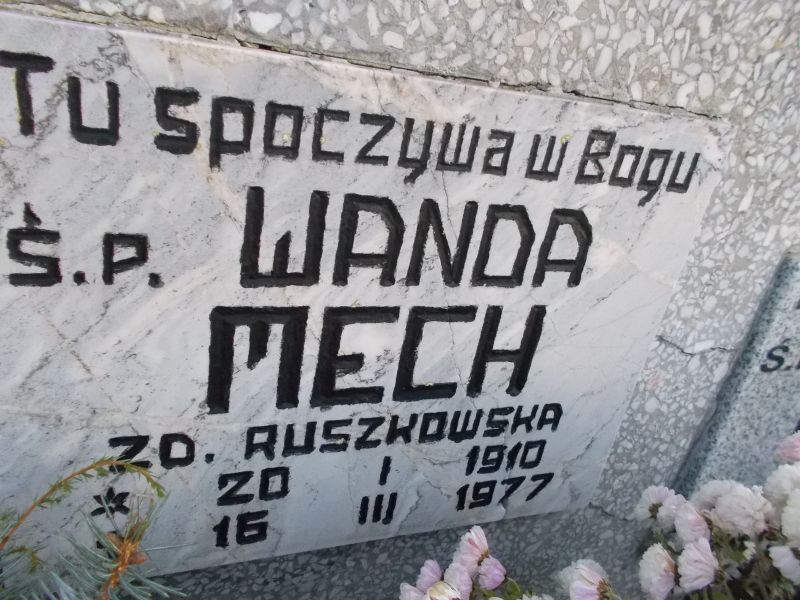 Tu spoczywa w Bogu
Ś.P. WANDA
MECH
ZD. RUSZKOWSKA
* 20 I 1910
16 III 1977
Ś.